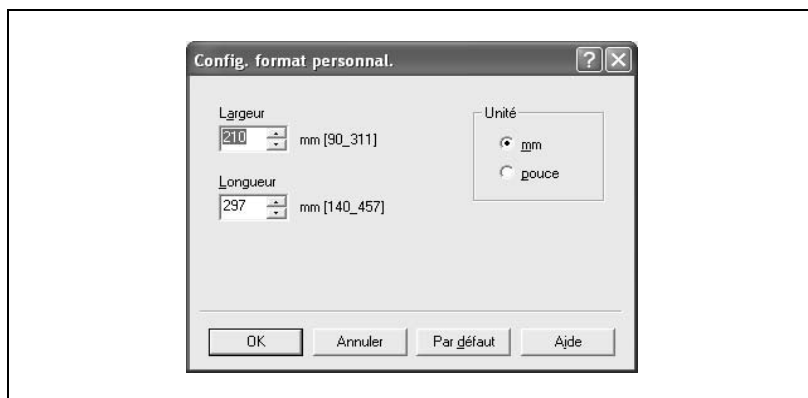 Config. format personnal.
Largeur
210 mm [90_311]
Longueur
297 mm [140_457]
Unité
mm
pouce
OK Annuler Par défaut Aide